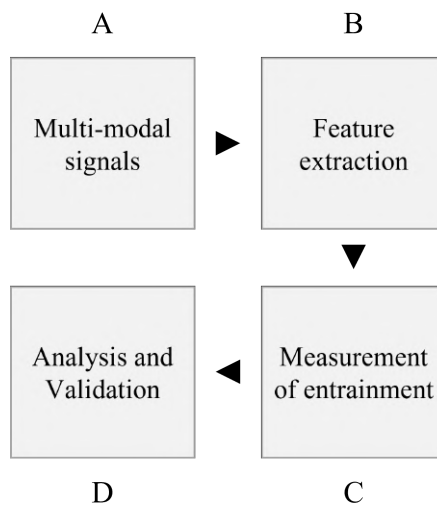 A
B
Multi-modal
signals
Feature
extraction
Analysis and
Validation
Measurement
of entrainment
D
C